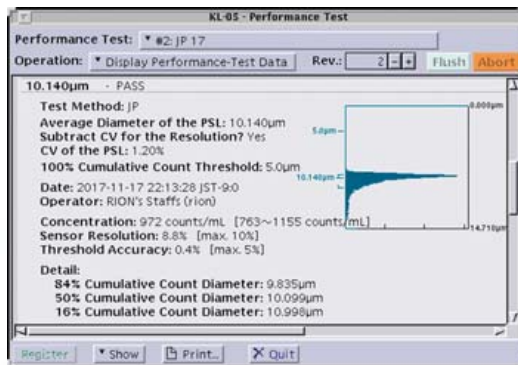 KL-05 - Performance Test
Performance Test: #2: JP 17
Operation: Display Performance-Test Data Rev.: 2 - + Flush Abort
10.140μm - PASS
Test Method: JP
Average Diameter of the PSL: 10.140μm
Subtract CV for the Resolution? Yes
CV of the PSL: 1.20%
100% Cumulative Count Threshold: 5.0μm
Date: 2017-11-17 22:13:28 JST-9:0
Operator: RION's Staffs (rion)
Concentration: 972 counts/mL [763~1155 counts/mL]
Sensor Resolution: 8.8% [max. 10%]
Threshold Accuracy: 0.4% [max. 5%]
Detail:
84% Cumulative Count Diameter: 9.835μm
50% Cumulative Count Diameter: 10.099μm
16% Cumulative Count Diameter: 10.998μm
0.000μm
5.0μm
10.140μm
14.710μm
Register Show Print... Quit